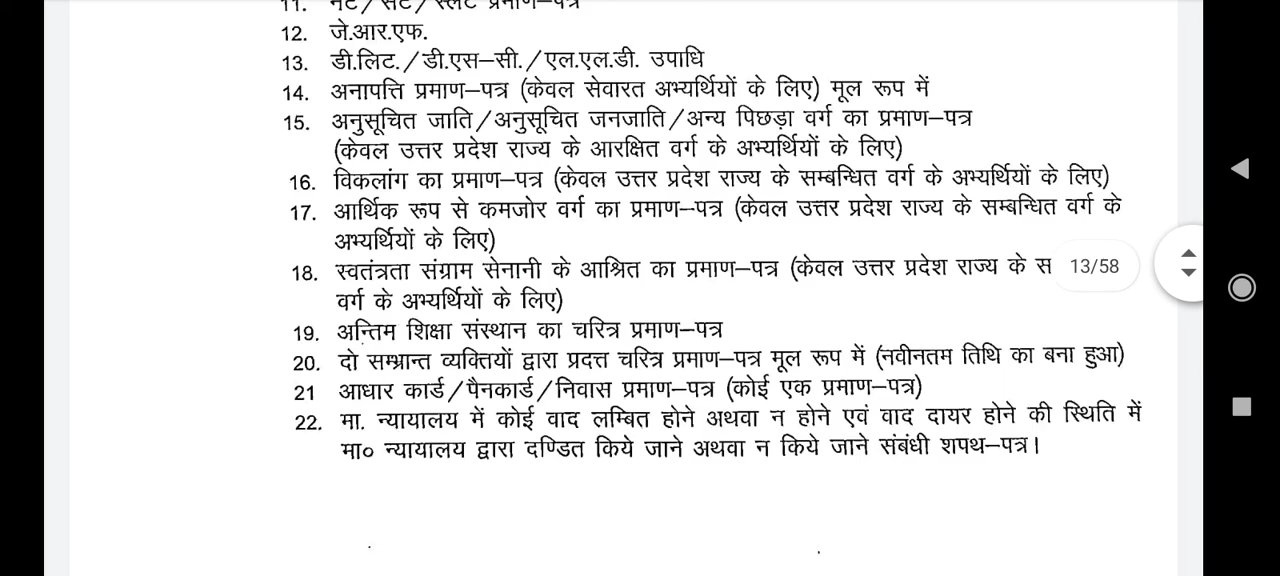 11. नेट/सेट/स्लेट प्रमाण–पत्र
12. जे.आर.एफ.
13. डी.लिट./डी.एस–सी./एल.एल.डी. उपाधि
14. अनापत्ति प्रमाण–पत्र (केवल सेवारत अभ्यर्थियों के लिए) मूल रूप में
15. अनुसूचित जाति/अनुसूचित जनजाति/अन्य पिछड़ा वर्ग का प्रमाण–पत्र
(केवल उत्तर प्रदेश राज्य के आरक्षित वर्ग के अभ्यर्थियों के लिए)
16. विकलांग का प्रमाण–पत्र (केवल उत्तर प्रदेश राज्य के सम्बन्धित वर्ग के अभ्यर्थियों के लिए)
17. आर्थिक रूप से कमजोर वर्ग का प्रमाण–पत्र (केवल उत्तर प्रदेश राज्य के सम्बन्धित वर्ग के
अभ्यर्थियों के लिए)
18. स्वतंत्रता संग्राम सेनानी के आश्रित का प्रमाण–पत्र (केवल उत्तर प्रदेश राज्य के स 13/58
वर्ग के अभ्यर्थियों के लिए)
19. अन्तिम शिक्षा संस्थान का चरित्र प्रमाण–पत्र
20. दो सम्भ्रान्त व्यक्तियों द्वारा प्रदत्त चरित्र प्रमाण–पत्र मूल रूप में (नवीनतम तिथि का बना हुआ)
21 आधार कार्ड/पैनकार्ड/निवास प्रमाण–पत्र (कोई एक प्रमाण–पत्र)
22. मा. न्यायालय में कोई वाद लम्बित होने अथवा न होने एवं वाद दायर होने की स्थिति में
मा० न्यायालय द्वारा दण्डित किये जाने अथवा न किये जाने संबंधी शपथ–पत्र।